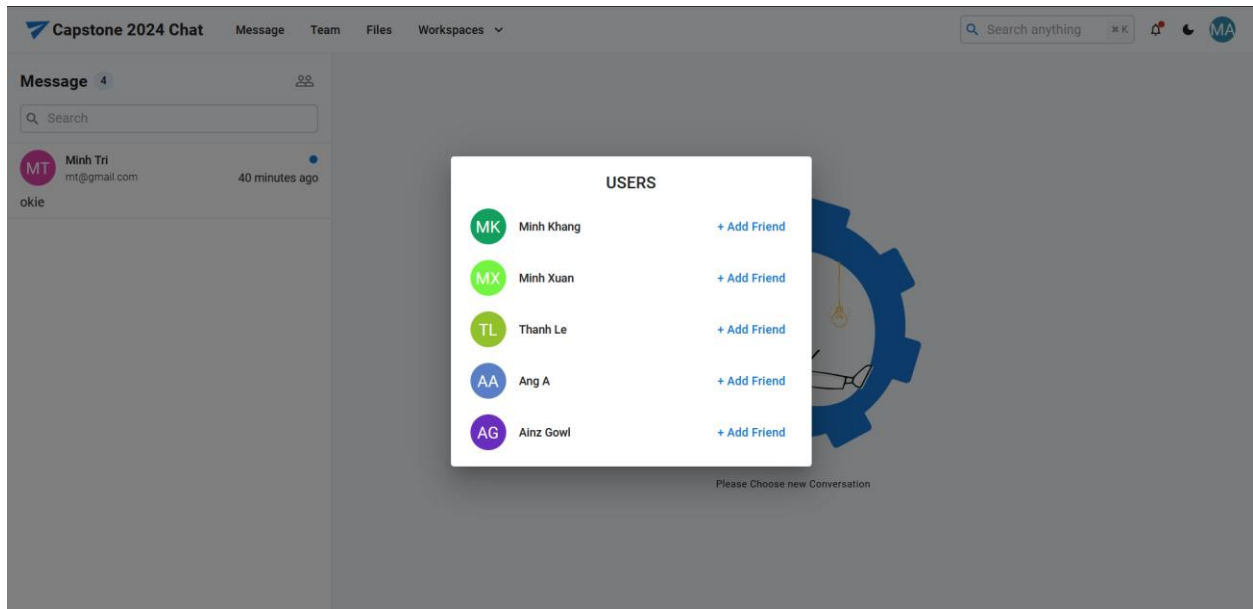 Capstone 2024 Chat Message Team Files Workspaces Search anything ⌘ K MA
Message 4
Search
MT Minh Tri
mt@gmail.com 40 minutes ago
okie
USERS
MK Minh Khang + Add Friend
MX Minh Xuan + Add Friend
TL Thanh Le + Add Friend
AA Ang A + Add Friend
AG Ainz Gowl + Add Friend
Please Choose new Conversation